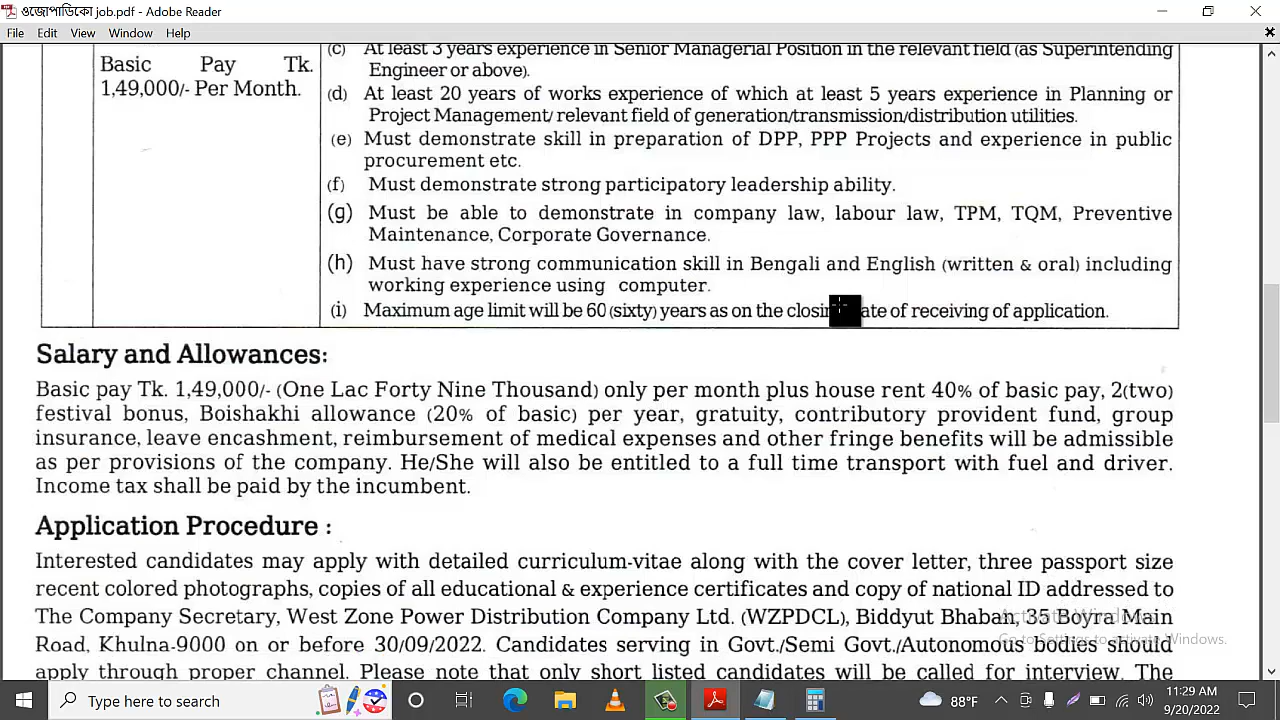 ওজোপাডিকো job.pdf - Adobe Reader
File Edit View Window Help
Basic Pay Tk.
1,49,000/- Per Month.
(c) At least 3 years experience in Senior Managerial Position in the relevant field (as Superintending
Engineer or above).
(d) At least 20 years of works experience of which at least 5 years experience in Planning or
Project Management/ relevant field of generation/transmission/distribution utilities.
(e) Must demonstrate skill in preparation of DPP, PPP Projects and experience in public
procurement etc.
(f) Must demonstrate strong participatory leadership ability.
(g) Must be able to demonstrate in company law, labour law, TPM, TQM, Preventive
Maintenance, Corporate Governance.
(h) Must have strong communication skill in Bengali and English (written & oral) including
working experience using computer.
(i) Maximum age limit will be 60 (sixty) years as on the of receiving of application.
Salary and Allowances:
Basic pay Tk. 1,49,000/- (One Lac Forty Nine Thousand) only per month plus house rent 40% of basic pay, 2(two)
festival bonus, Boishakhi allowance (20% of basic) per year, gratuity, contributory provident fund, group
insurance, leave encashment, reimbursement of medical expenses and other fringe benefits will be admissible
as per provisions of the company. He/She will also be entitled to a full time transport with fuel and driver.
Income tax shall be paid by the incumbent.
Application Procedure :
Interested candidates may apply with detailed curriculum-vitae along with the cover letter, three passport size
recent colored photographs, copies of all educational & experience certificates and copy of national ID addressed to
The Company Secretary, West Zone Power Distribution Company Ltd. (WZPDCL), Biddyut Bhaban, 35 Boyra Main
Road, Khulna-9000 on or before 30/09/2022. Candidates serving in Govt./Semi Govt./Autonomous bodies should
apply through proper channel. Please note that only short listed candidates will be called for interview. The
Activate Windows
Go to Settings to activate Windows.
Type here to search
88°F
11:29 AM
9/20/2022